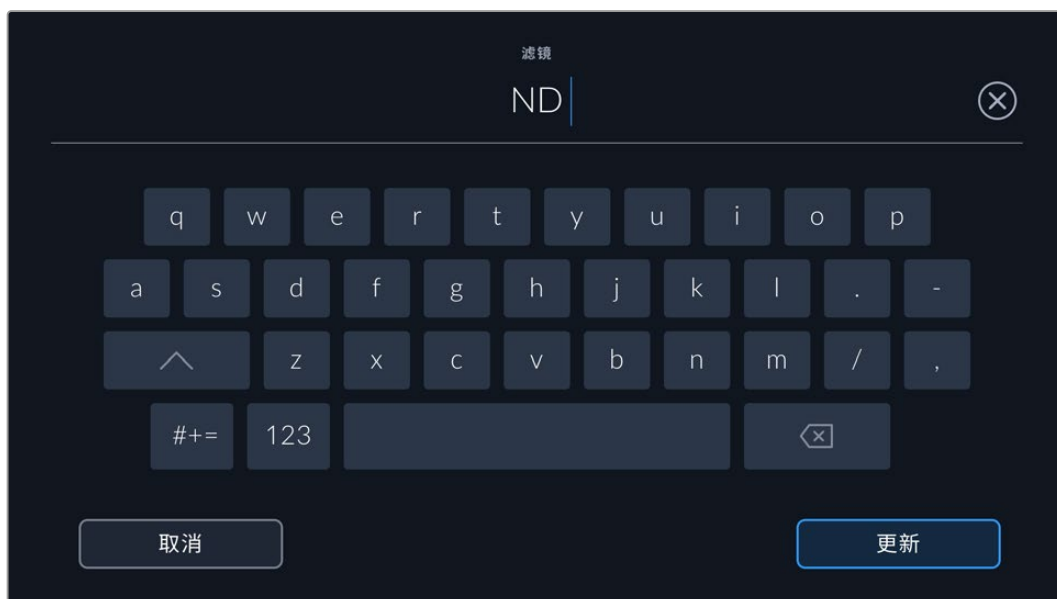 滤镜
ND
q w e r t y u i o p
a s d f g h j k l . -
z x c v b n m / ,
#+= 123
取消 更新